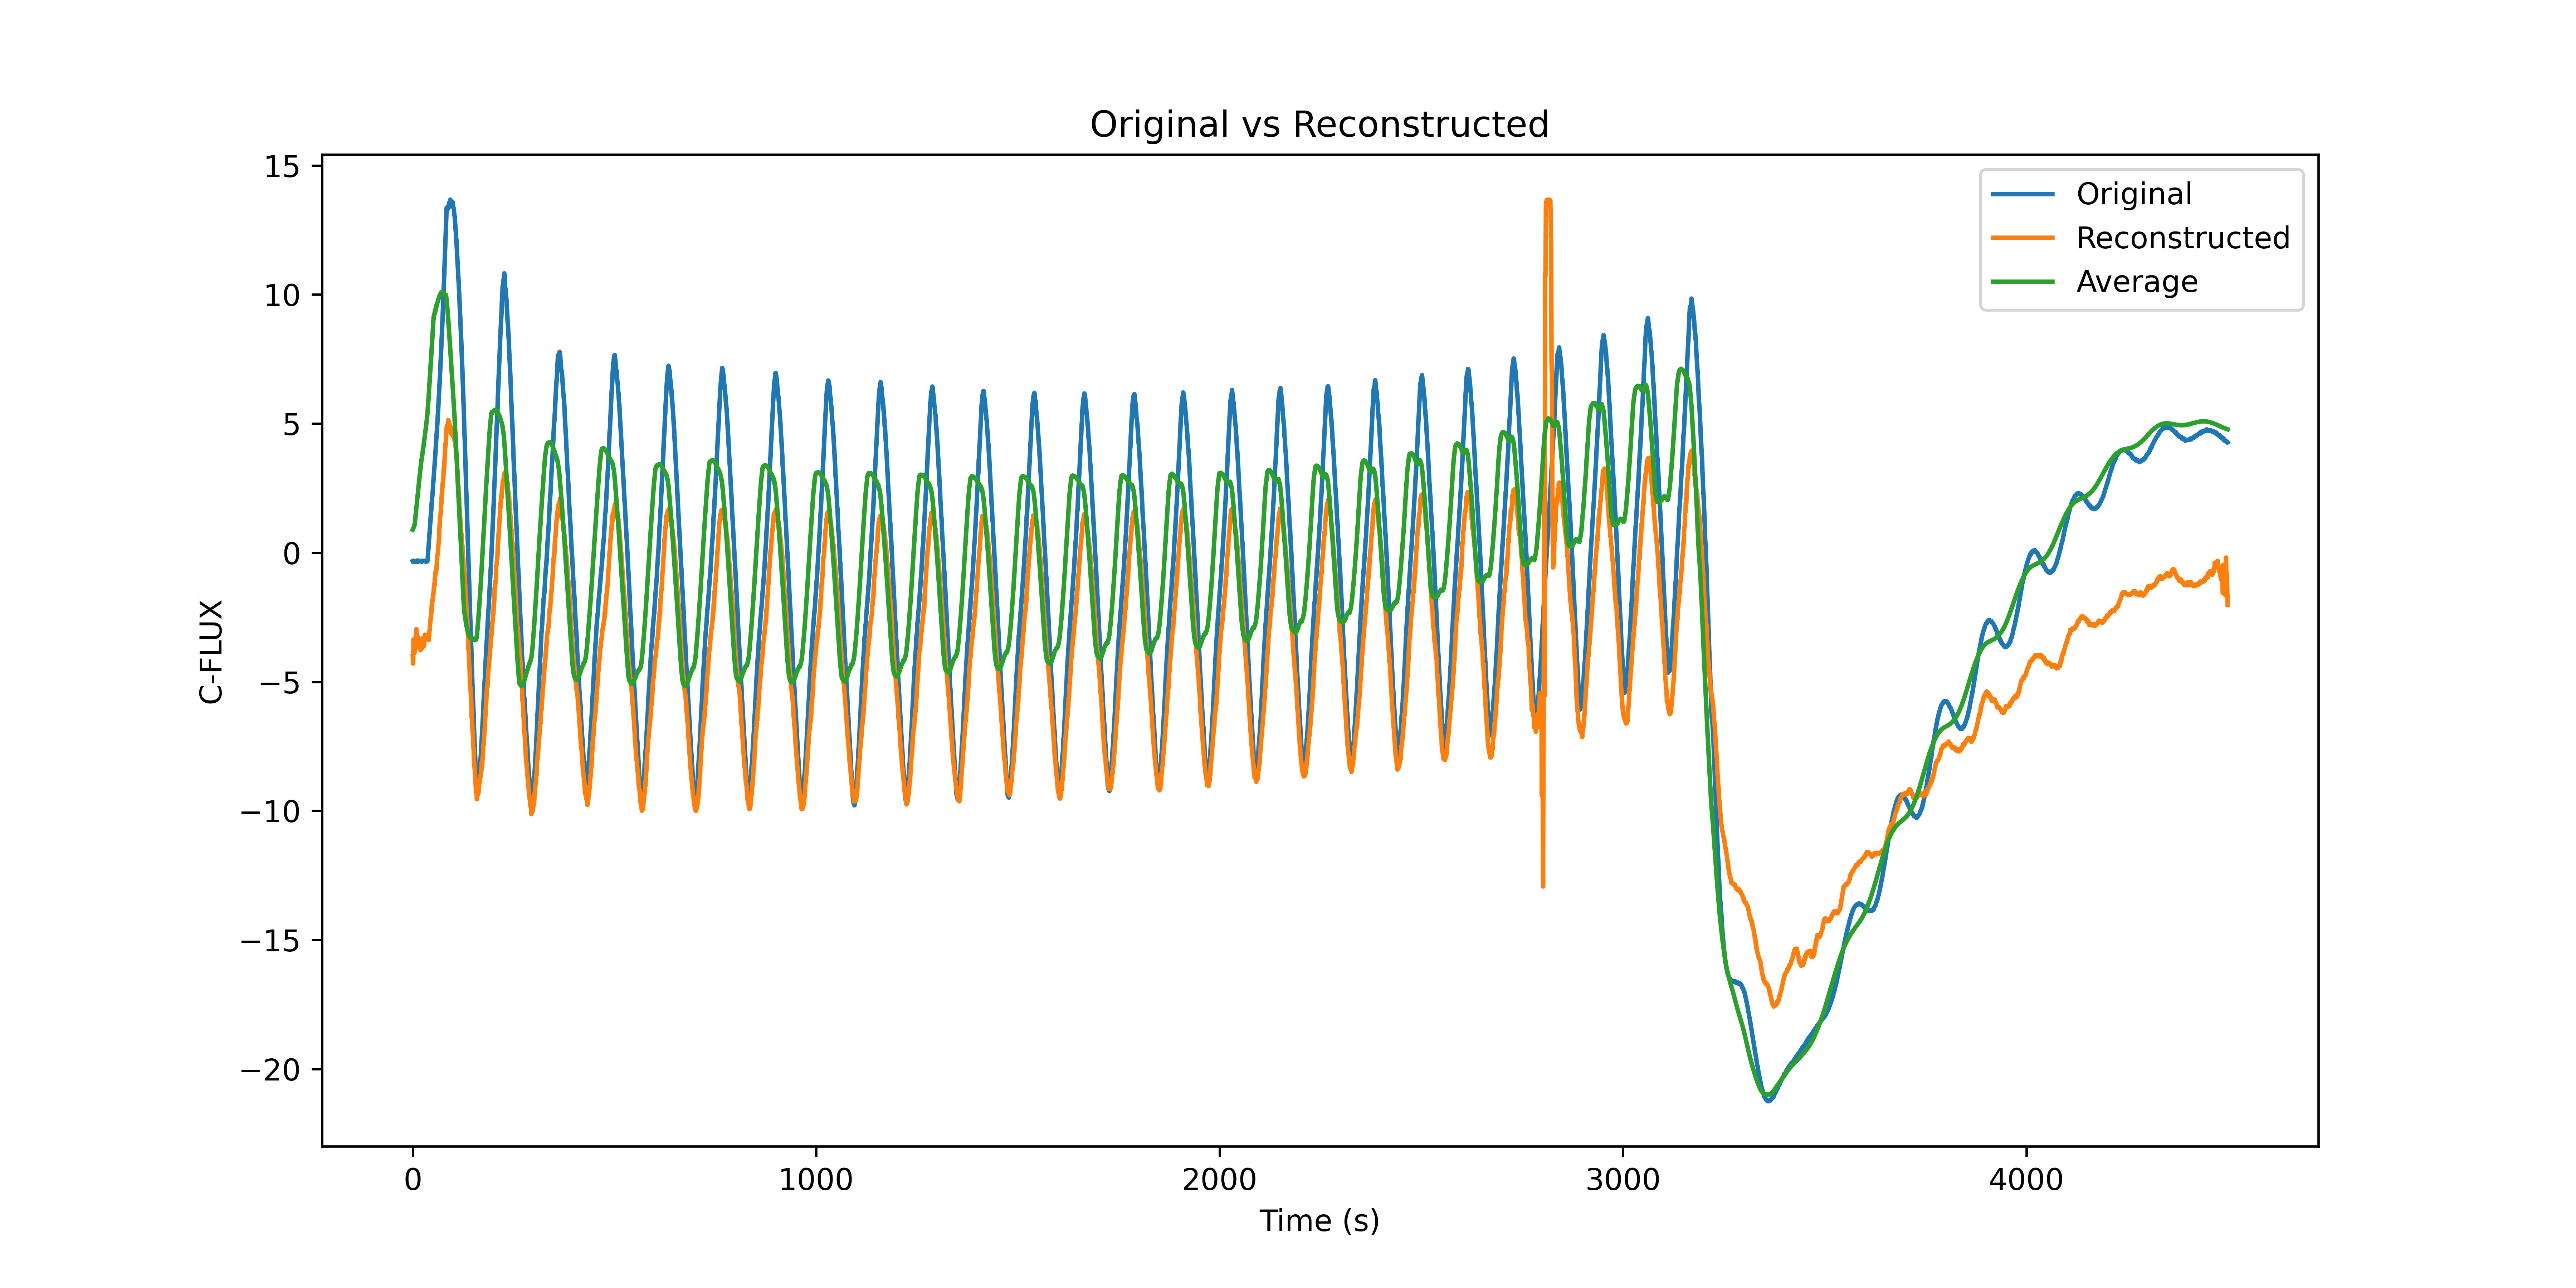 Original vs Reconstructed
Original
Reconstructed
Average
C-FLUX
15
10
5
0
−5
−10
−15
−20
0 1000 2000 3000 4000
Time (s)